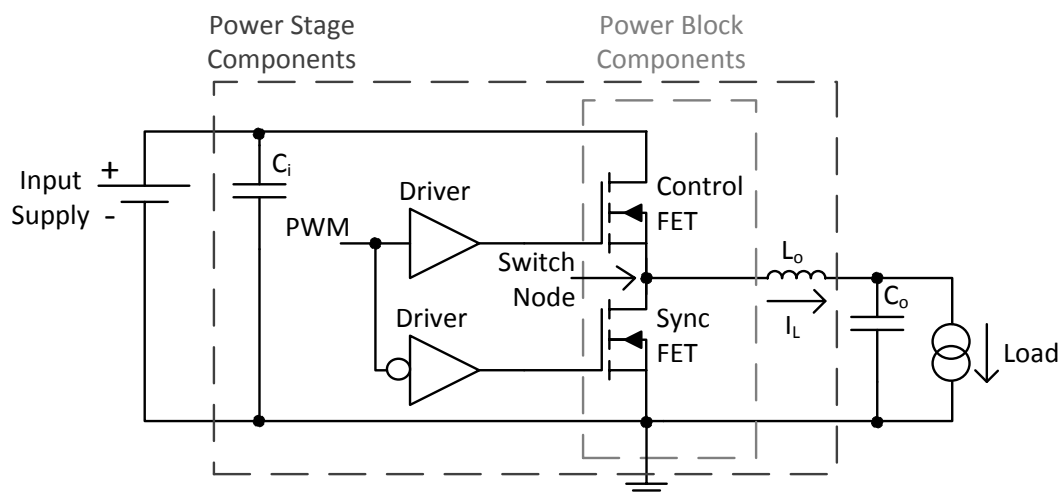 Power Stage
Components
Power Block
Components
Input
Supply
+
-
Ci
Driver
PWM
Control
FET
Switch
Node
Lo
IL
Co
Driver
Sync
FET
Load